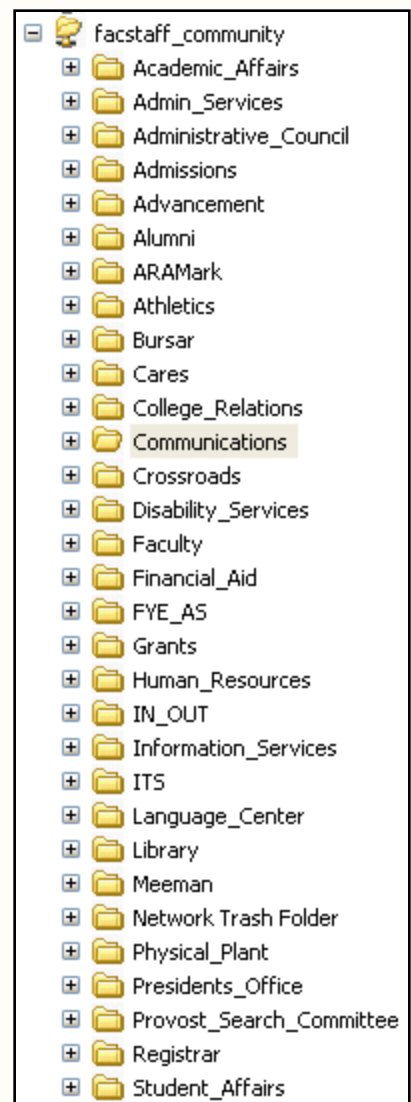 facstaff_community
Academic_Affairs
Admin_Services
Administrative_Council
Admissions
Advancement
Alumni
ARAMark
Athletics
Bursar
Cares
College_Relations
Communications
Crossroads
Disability_Services
Faculty
Financial_Aid
FYE_AS
Grants
Human_Resources
IN_OUT
Information_Services
ITS
Language_Center
Library
Meeman
Network Trash Folder
Physical_Plant
Presidents_Office
Provost_Search_Committee
Registrar
Student_Affairs